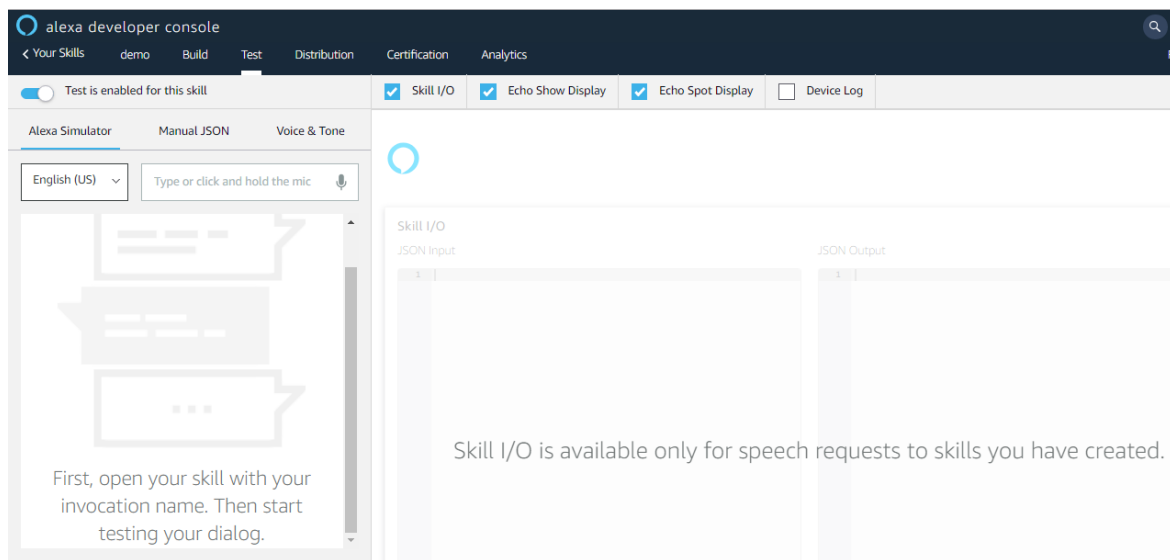 alexa developer console
Your Skills demo Build Test Distribution Certification Analytics
Test is enabled for this skill
Skill I/O Echo Show Display Echo Spot Display Device Log
Alexa Simulator Manual JSON Voice & Tone
English (US) Type or click and hold the mic
Skill I/O
JSON Input JSON Output
1 1
Skill I/O is available only for speech requests to skills you have created.
First, open your skill with your
invocation name. Then start
testing your dialog.